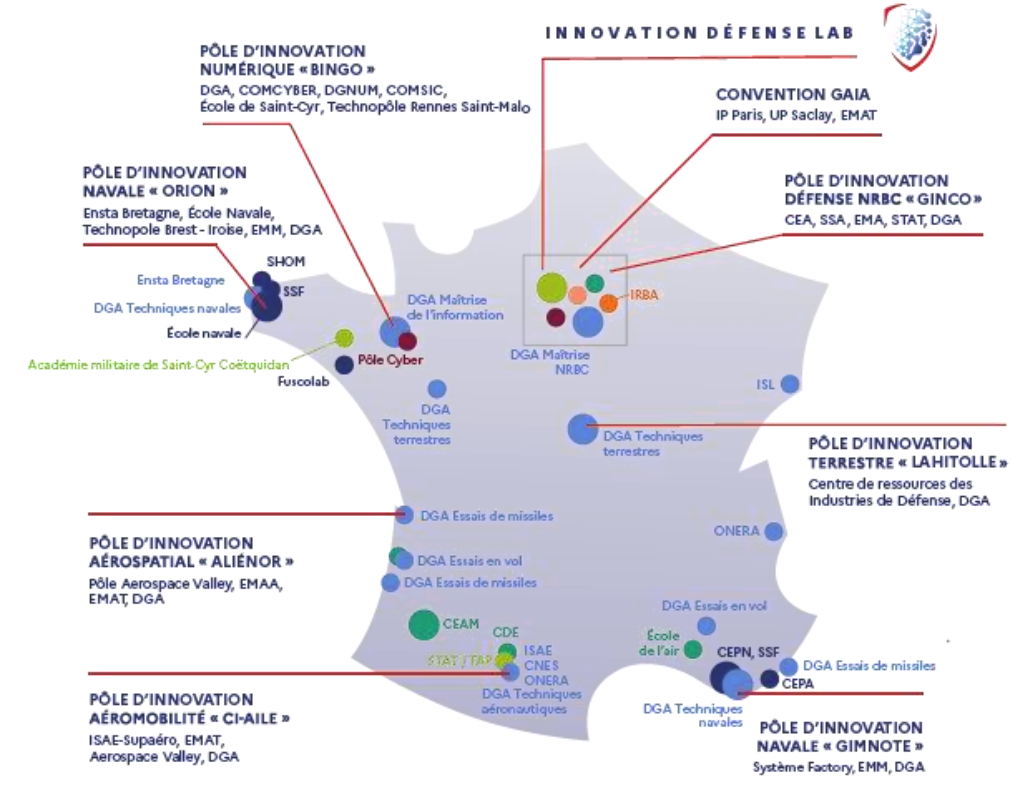 INNOVATION DÉFENSE LAB
PÔLE D'INNOVATION
NUMÉRIQUE « BINGO »
DGA, COMCYBER, DGNUM, COMSIC,
École de Saint-Cyr, Technopôle Rennes Saint-Malo
CONVENTION GAIA
IP Paris, UP Saclay, EMAT
PÔLE D'INNOVATION
NAVALE « ORION »
Ensta Bretagne, École Navale,
Technopole Brest - Iroise, EMM, DGA
PÔLE D'INNOVATION
DÉFENSE NRBC « GINCO »
CEA, SSA, EMA, STAT, DGA
SHOM
Ensta Bretagne
SSF
DGA Techniques navales
École navale
Académie militaire de Saint-Cyr Coëtquidan
Fuscolab
DGA Maîtrise
de l'information
Pôle Cyber
IRBA
DGA Maîtrise
NRBC
DGA
Techniques
terrestres
ISL
DGA Techniques
terrestres
PÔLE D'INNOVATION
TERRESTRE « LAHITOLLE »
Centre de ressources des
Industries de Défense, DGA
DGA Essais de missiles
ONERA
PÔLE D'INNOVATION
AÉROSPATIAL « ALIÉNOR »
Pôle Aerospace Valley, EMAA,
EMAT, DGA
DGA Essais en vol
DGA Essais de missiles
CEAM
CDE
STAT / TAP
ISAE
CNES
ONERA
DGA Techniques
aéronautiques
DGA Essais en vol
École
de l'air
CEPN, SSF
DGA Essais de missiles
CEPA
DGA Techniques
navales
PÔLE D'INNOVATION
AÉROMOBILITÉ « CI-AILE »
ISAE-Supaéro, EMAT,
Aerospace Valley, DGA
PÔLE D'INNOVATION
NAVALE « GIMNOTE »
Système Factory, EMM, DGA